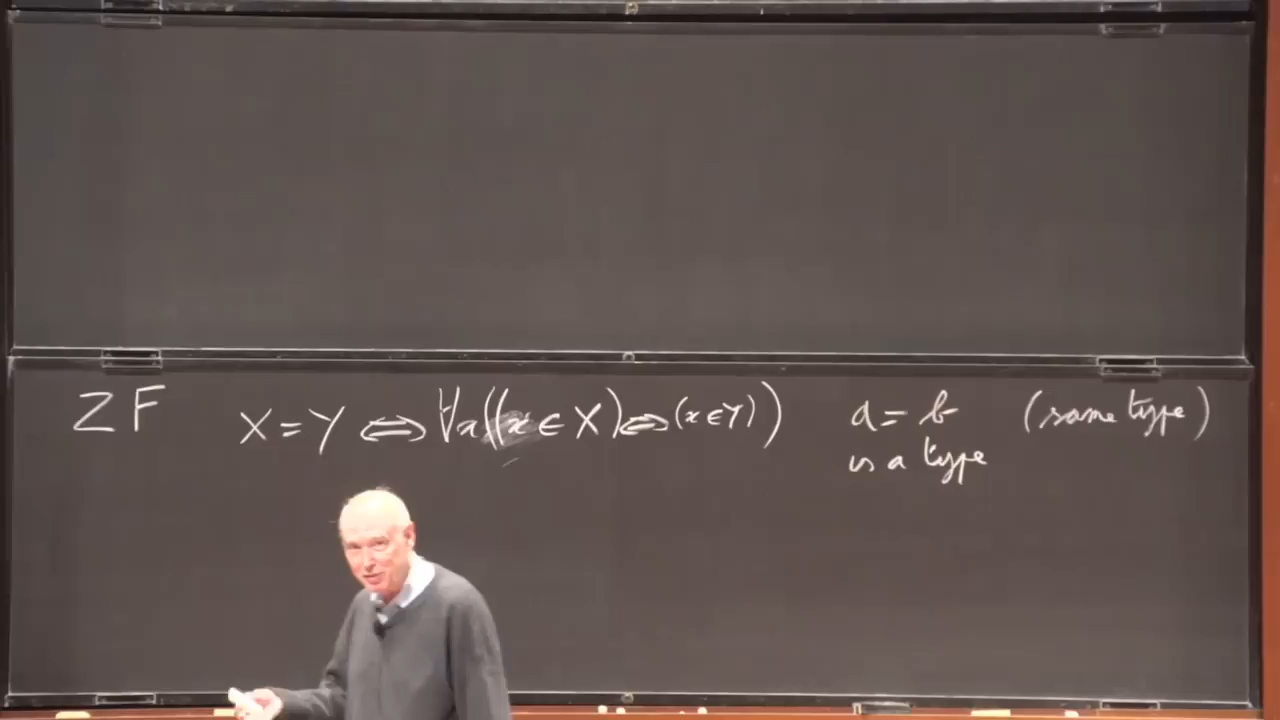 ZF X = Y ⇔ ∀x((x ∈ X) ⇔ (x ∈ Y)) a = b (same type)
is a type